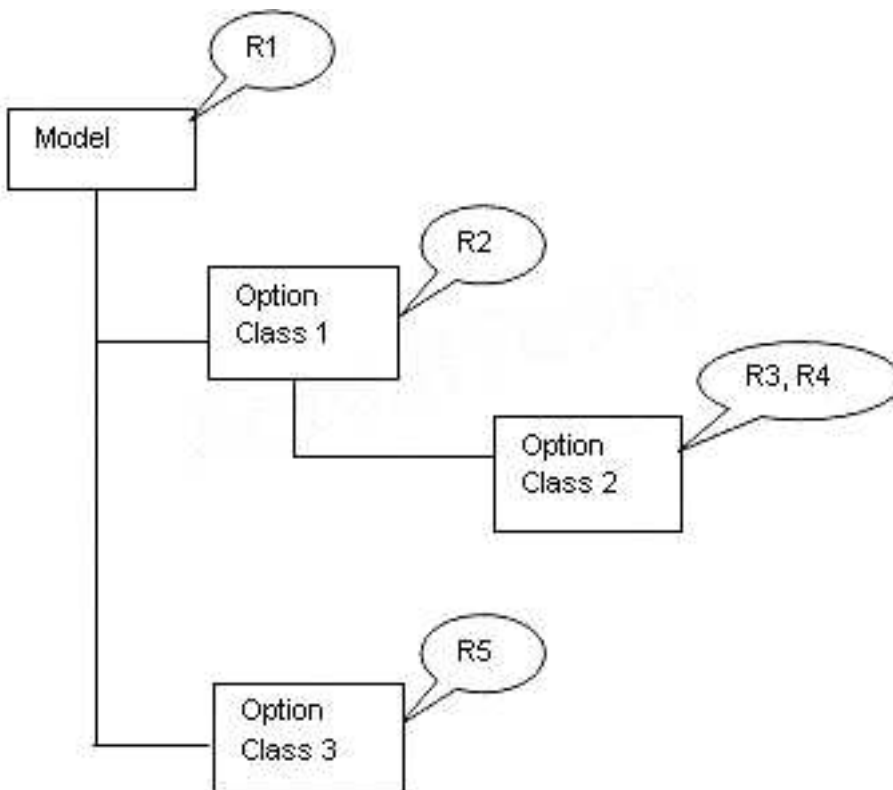 R1
Model
R2
Option
Class 1
R3, R4
Option
Class 2
R5
Option
Class 3